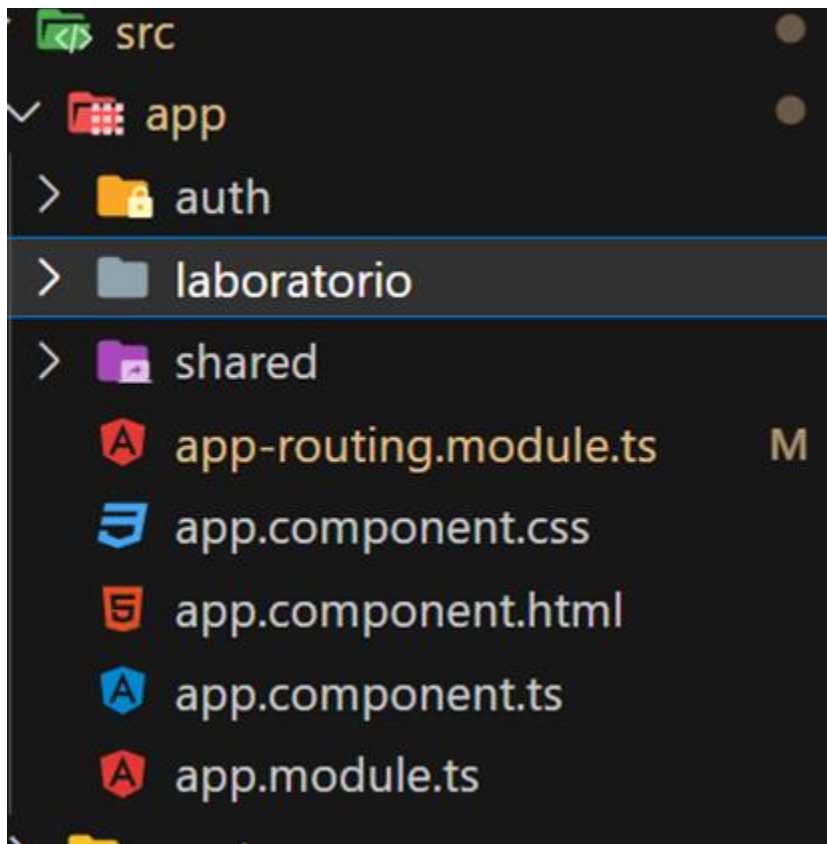 src
app
auth
laboratorio
shared
app-routing.module.ts M
app.component.css
app.component.html
app.component.ts
app.module.ts